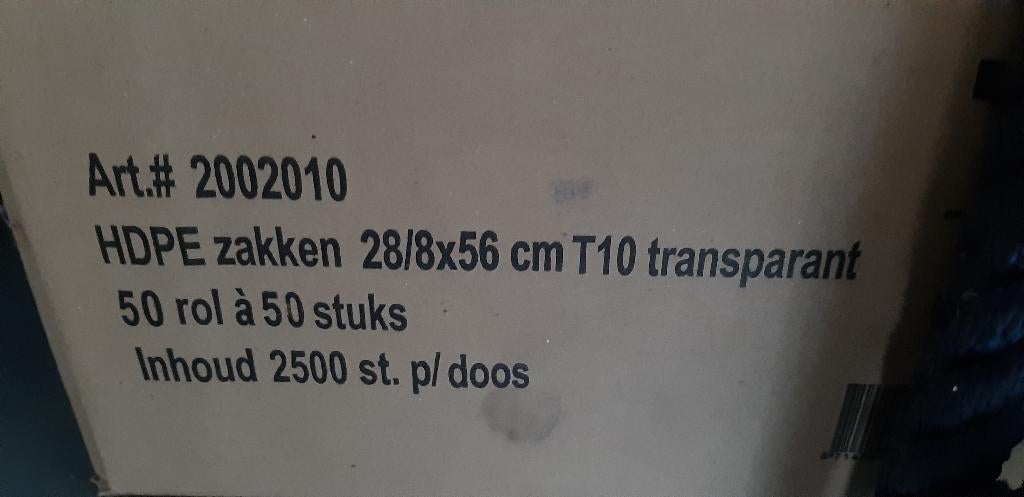 Art.# 2002010
HDPE zakken 28/8x56 cm T10 transparant
50 rol à 50 stuks
Inhoud 2500 st. p/ doos